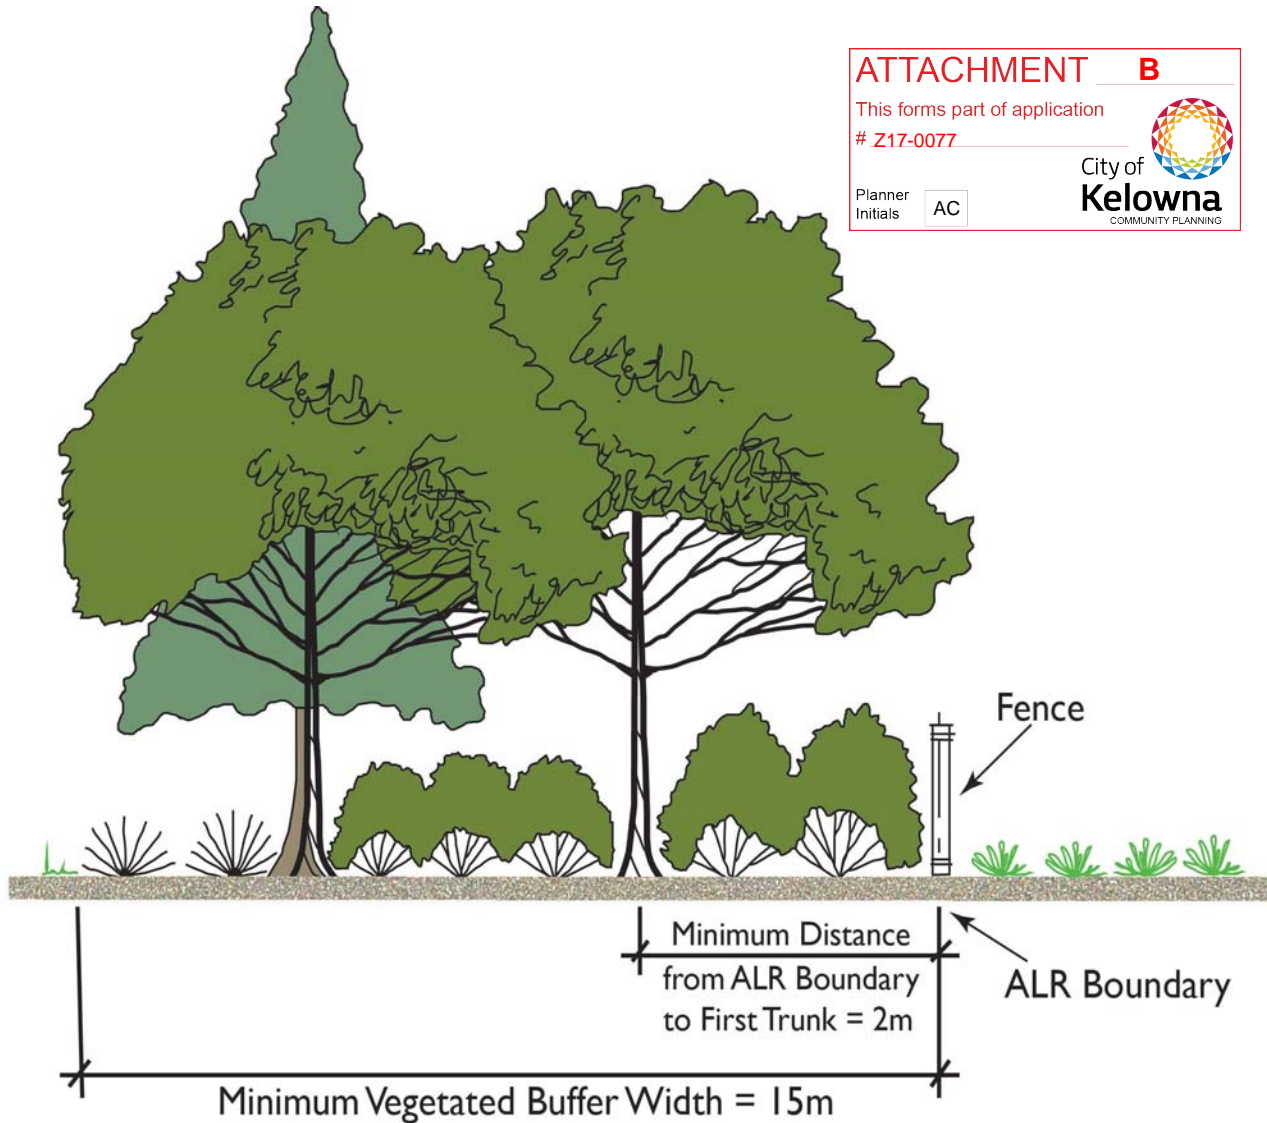 ATTACHMENT B
This forms part of application
# Z17-0077
City of
Kelowna
COMMUNITY PLANNING
Planner
Initials
AC
Fence
Minimum Distance
from ALR Boundary
to First Trunk = 2m
ALR Boundary
Minimum Vegetated Buffer Width = 15m